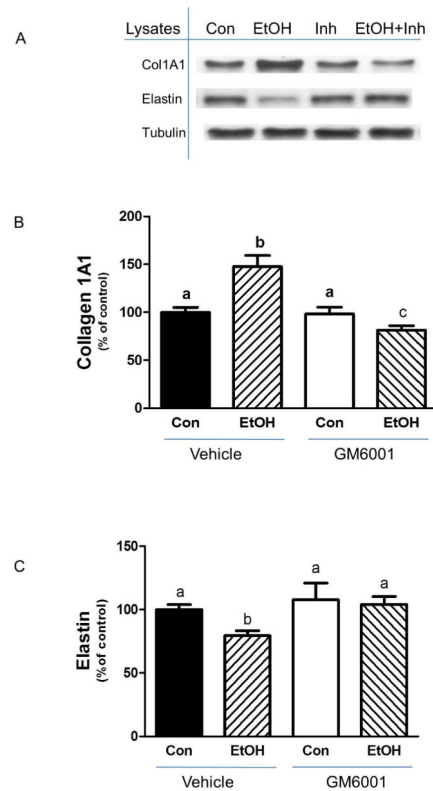 A
Lysates Con EtOH Inh EtOH+Inh
Col1A1
Elastin
Tubulin
B
Collagen 1A1
(% of control)
200
150
100
50
0
a
b
a
c
Con EtOH Con EtOH
Vehicle GM6001
C
Elastin
(%of control)
150
100
50
0
a
b
a
a
Con EtOH Con EtOH
Vehicle GM6001